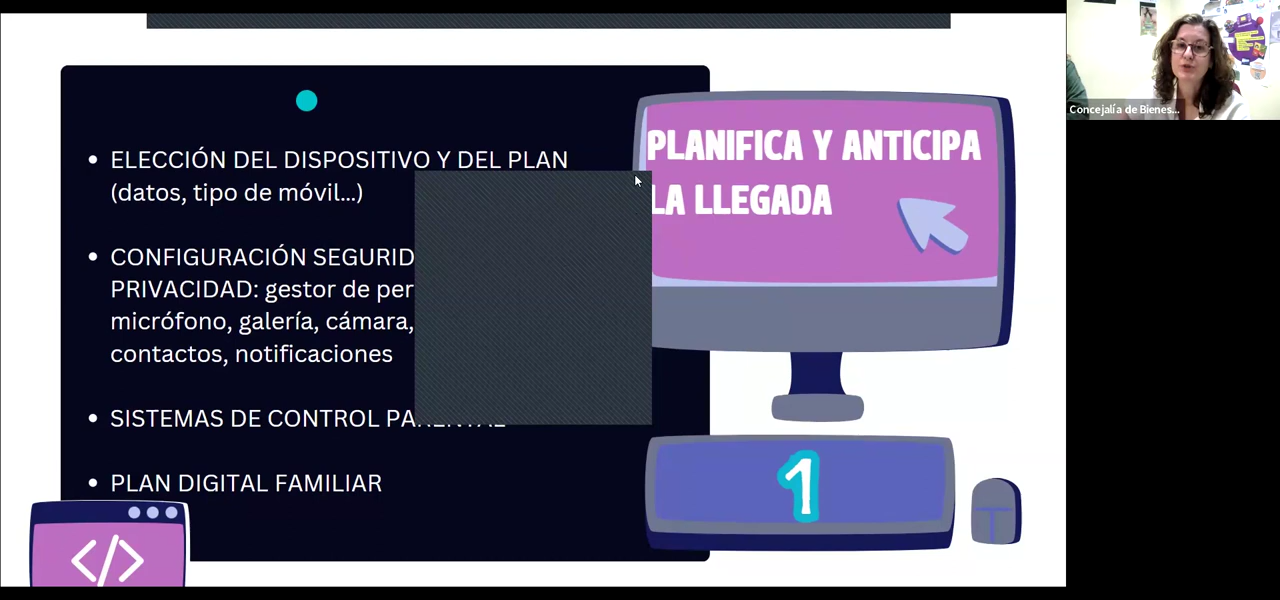 ELECCIÓN DEL DISPOSITIVO Y DEL PLAN
(datos, tipo de móvil...)
CONFIGURACIÓN
PRIVACIDAD: gestor de
micrófono, galería, cámara,
contactos, notificaciones
SISTEMAS DE CONTROL PARENTAL
PLAN DIGITAL FAMILIAR
PLANIFICA Y ANTICIPA
LA LLEGADA
1
</>
Concejalía de Bienes...